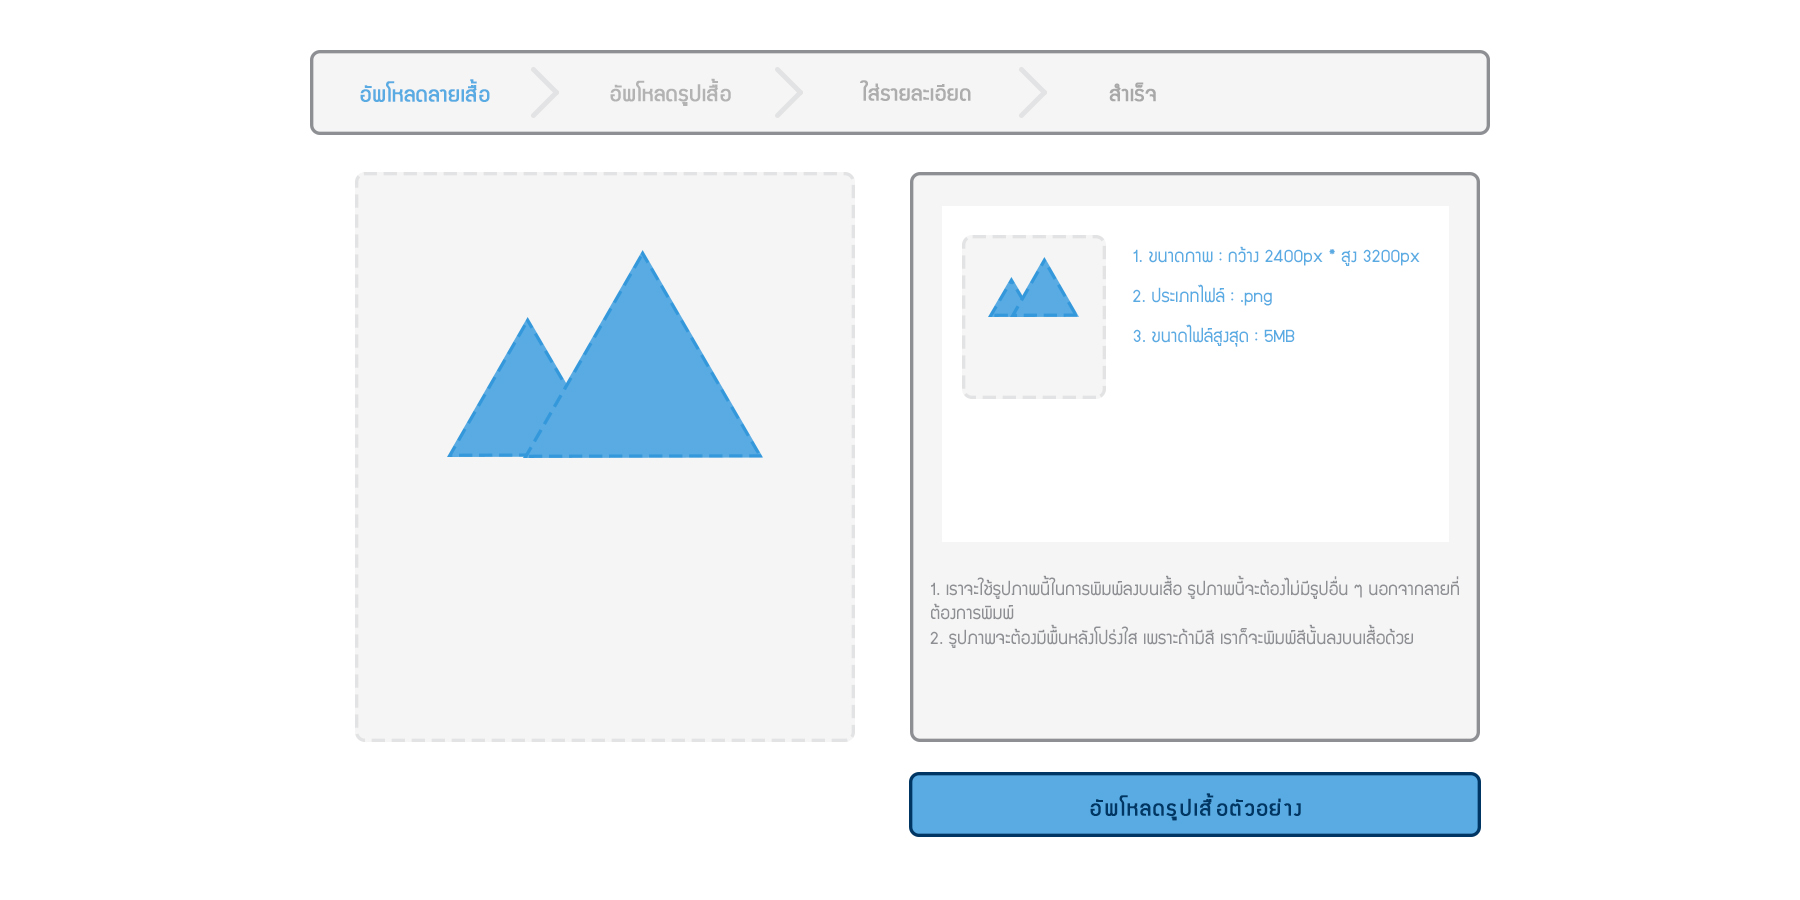 อัพโหลดลายเสื้อ
อัพโหลดรูปเสื้อ
ใส่รายละเอียด
สำเร็จ
1. ขนาดภาพ : กว้าง 2400px * สูง 3200px
2. ประเภทไฟล์ : .png
3. ขนาดไฟล์สูงสุด : 5MB
1. เราจะใช้รูปภาพนี้ในการพิมพ์ลงบนเสื้อ รูปภาพนี้จะต้องไม่มีรูปอื่น ๆ นอกจากลายที่
ต้องการพิมพ์
2. รูปภาพจะต้องมีพื้นหลังโปร่งใส เพราะถ้ามีสี เราก็จะพิมพ์สีนั้นลงบนเสื้อด้วย
อัพโหลดรูปเสื้อตัวอย่าง